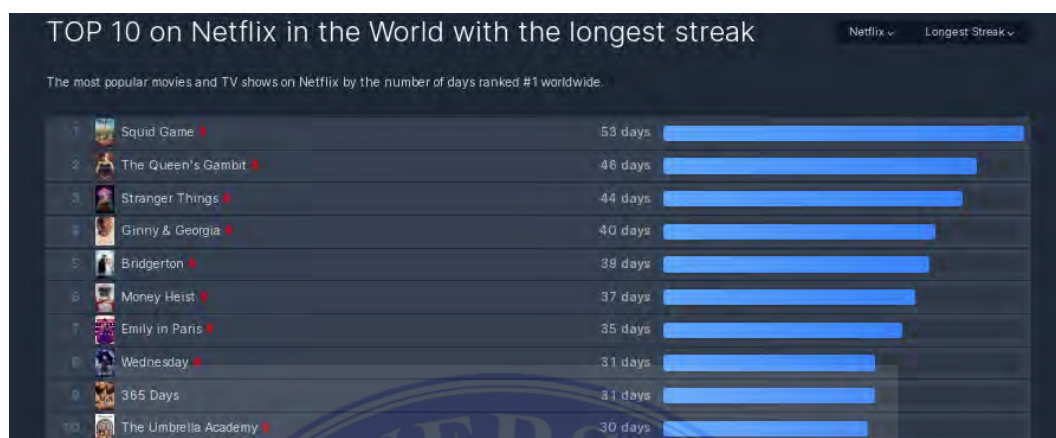 TOP 10 on Netflix in the World with the longest streak
Netflix
Longest Streak
The most popular movies and TV shows on Netflix by the number of days ranked #1 worldwide.
1 Squid Game 53 days
2 The Queen's Gambit 46 days
3 Stranger Things 44 days
4 Ginny & Georgia 40 days
5 Bridgerton 39 days
6 Money Heist 37 days
7 Emily in Paris 35 days
8 Wednesday 31 days
9 365 Days 31 days
10 The Umbrella Academy 30 days